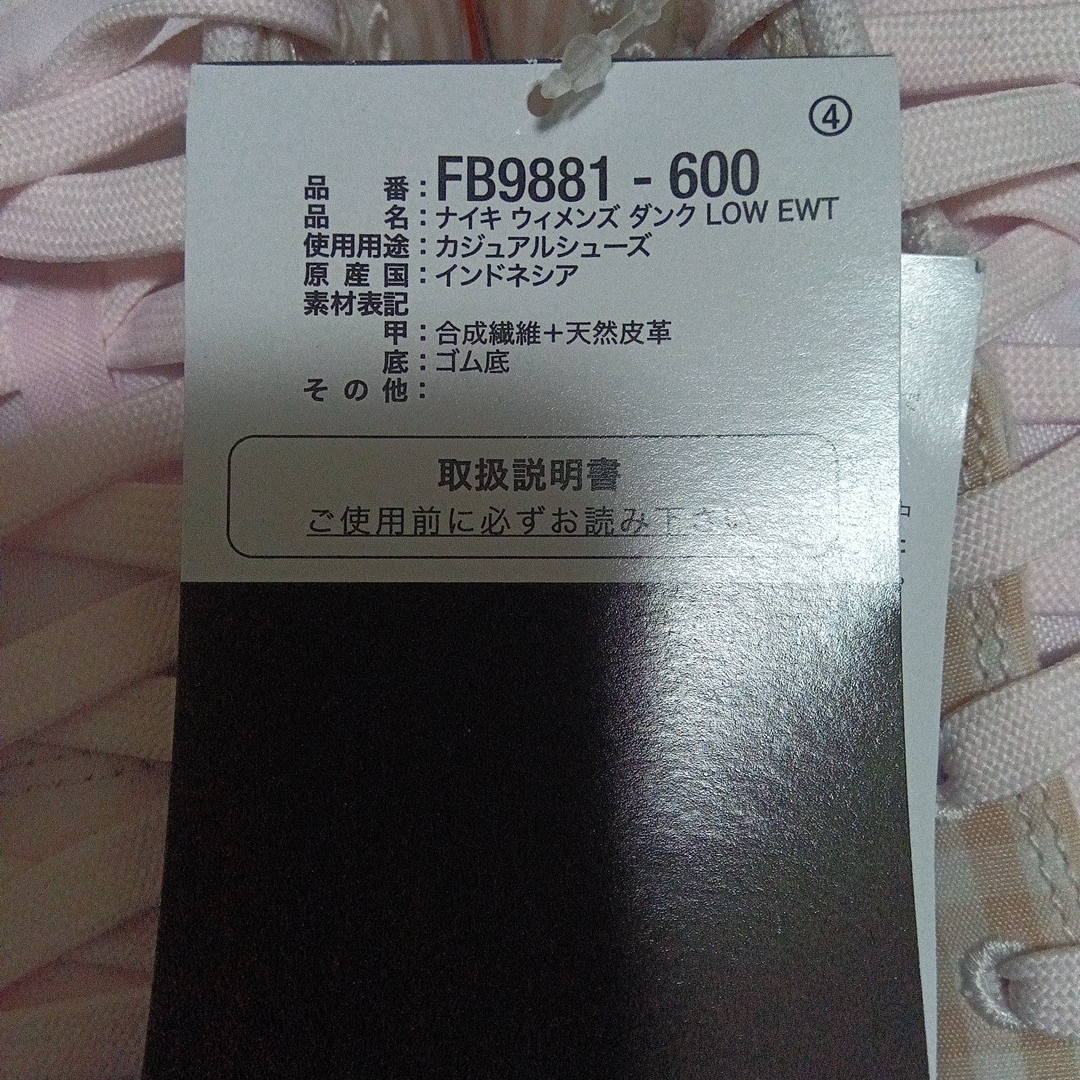 ④
品番：FB9881 - 600
品名：ナイキ ウィメンズ ダンク LOW EWT
使用用途：カジュアルシューズ
原産国：インドネシア
素材表記
甲：合成繊維＋天然皮革
底：ゴム底
その他：
取扱説明書
ご使用前に必ずお読み下さい